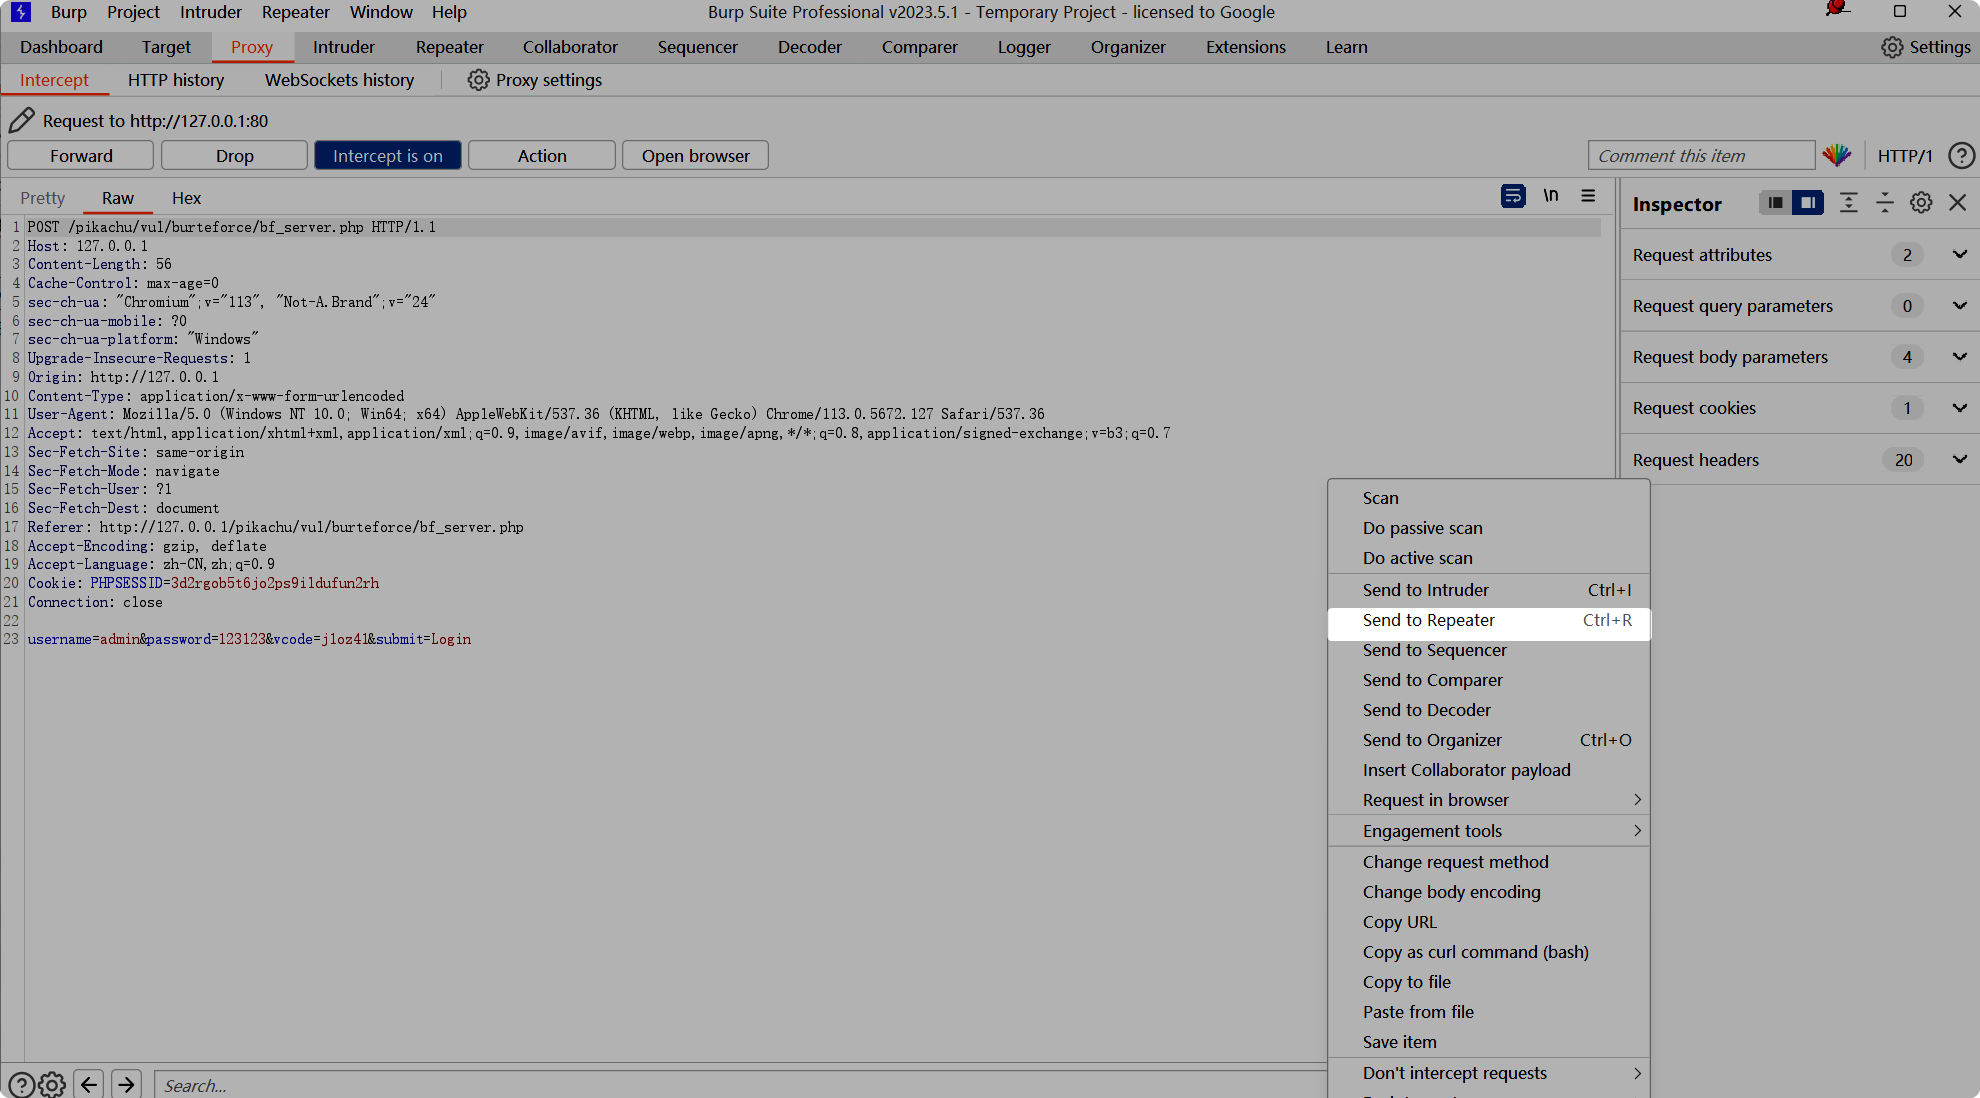 Burp Project Intruder Repeater Window Help
Burp Suite Professional v2023.5.1 - Temporary Project - licensed to Google
Dashboard Target Proxy Intruder Repeater Collaborator Sequencer Decoder Comparer Logger Organizer Extensions Learn
Settings
Intercept HTTP history WebSockets history Proxy settings
Request to http://127.0.0.1:80
Forward Drop Intercept is on Action Open browser
Comment this item HTTP/1
Pretty Raw Hex
\n
1 POST /pikachu/vul/burteforce/bf_server.php HTTP/1.1
2 Host: 127.0.0.1
3 Content-Length: 56
4 Cache-Control: max-age=0
5 sec-ch-ua: "Chromium";v="113", "Not-A.Brand";v="24"
6 sec-ch-ua-mobile: ?0
7 sec-ch-ua-platform: "Windows"
8 Upgrade-Insecure-Requests: 1
9 Origin: http://127.0.0.1
10 Content-Type: application/x-www-form-urlencoded
11 User-Agent: Mozilla/5.0 (Windows NT 10.0; Win64; x64) AppleWebKit/537.36 (KHTML, like Gecko) Chrome/113.0.5672.127 Safari/537.36
12 Accept: text/html,application/xhtml+xml,application/xml;q=0.9,image/avif,image/webp,image/apng,*/*;q=0.8,application/signed-exchange;v=b3;q=0.7
13 Sec-Fetch-Site: same-origin
14 Sec-Fetch-Mode: navigate
15 Sec-Fetch-User: ?1
16 Sec-Fetch-Dest: document
17 Referer: http://127.0.0.1/pikachu/vul/burteforce/bf_server.php
18 Accept-Encoding: gzip, deflate
19 Accept-Language: zh-CN,zh;q=0.9
20 Cookie: PHPSESSID=3d2rgob5t6jo2ps9ildufun2rh
21 Connection: close
22
23 username=admin&password=123123&vcode=jloz41&submit=Login
Inspector
Request attributes 2
Request query parameters 0
Request body parameters 4
Request cookies 1
Request headers 20
Scan
Do passive scan
Do active scan
Send to Intruder Ctrl+I
Send to Repeater Ctrl+R
Send to Sequencer
Send to Comparer
Send to Decoder
Send to Organizer Ctrl+O
Insert Collaborator payload
Request in browser
Engagement tools
Change request method
Change body encoding
Copy URL
Copy as curl command (bash)
Copy to file
Paste from file
Save item
Don't intercept requests
Search...